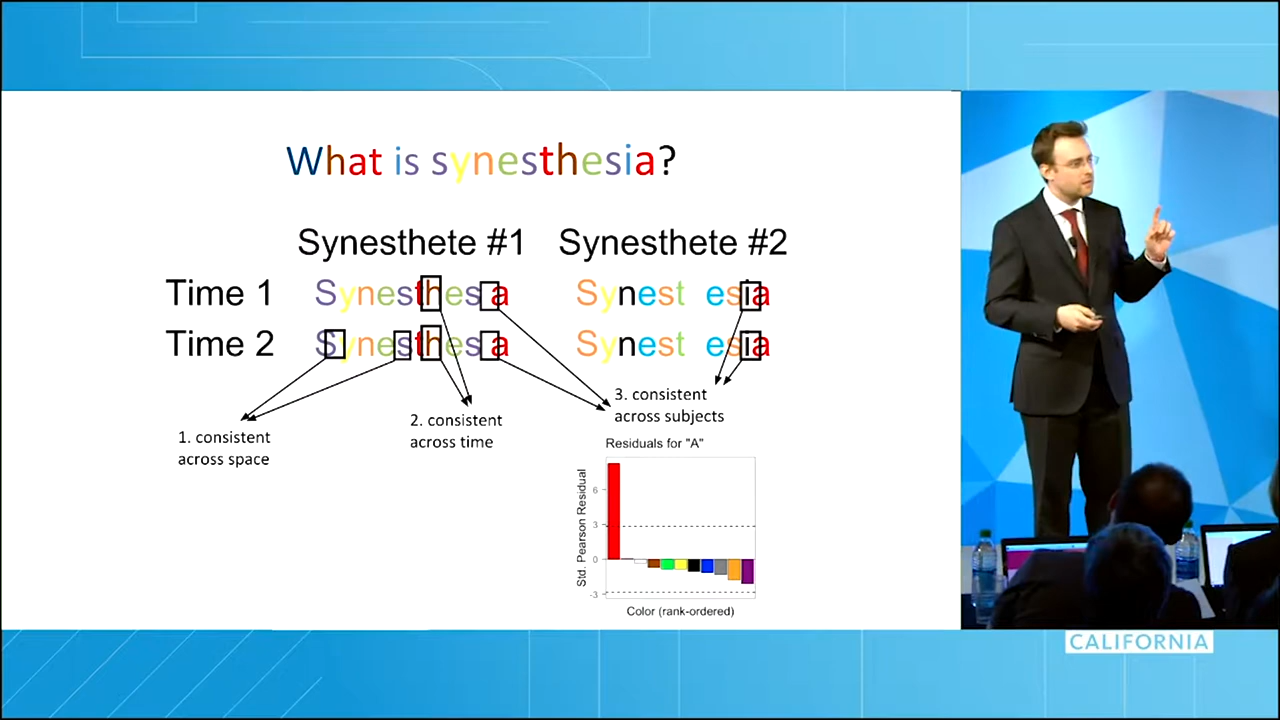 What is synesthesia?
Synesthete #1 Synesthete #2
Time 1 Synesthesia Synest esia
Time 2 Synesthesia Synest esia
1. consistent
across space
2. consistent
across time
3. consistent
across subjects
Residuals for "A"
Std. Pearson Residual
6
3
0
-3
Color (rank-ordered)
CALIFORNIA